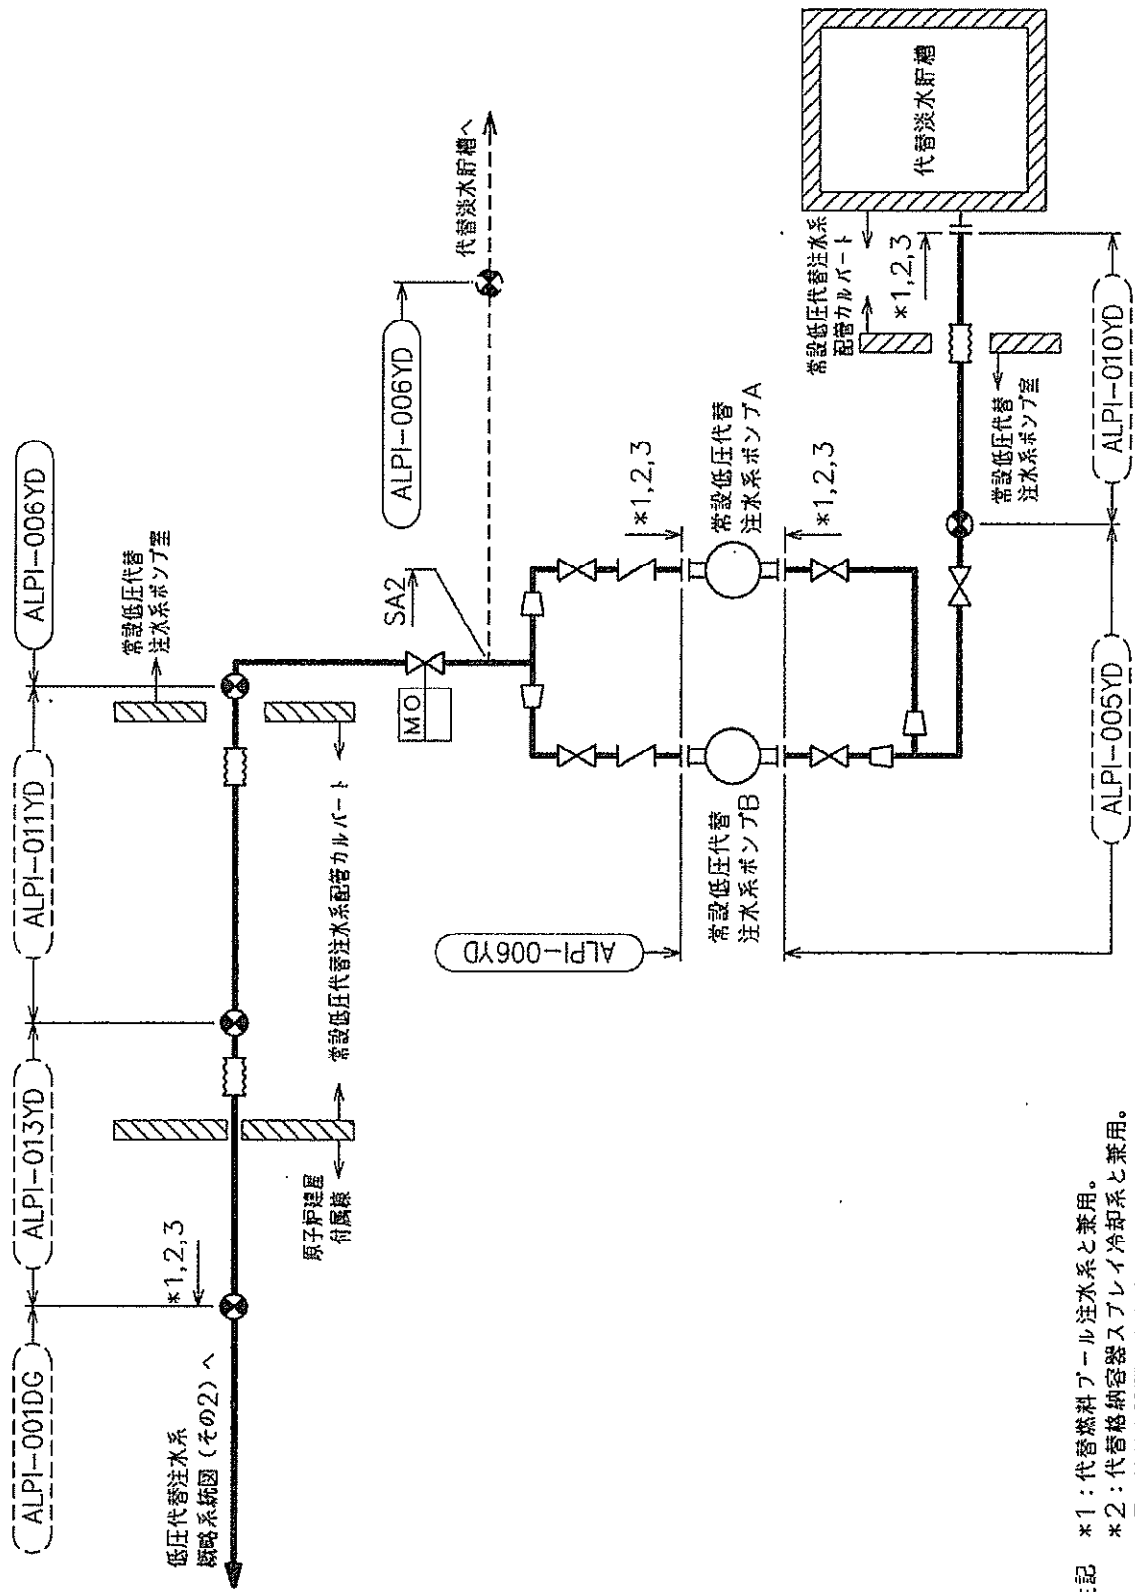 ALPI-001DG
ALPI-013YD
ALPI-011YD
ALPI-006YD
*1,2,3
常設低圧代替
注水系ポンプ室
低圧代替注水系
概略系統図(その2)へ
原子炉建屋
付属棟
常設低圧代替注水系配管カルバート
MO
SA2
ALPI-006YD
代替淡水貯槽へ
ALPI-006YD
*1,2,3
常設低圧代替
注水系ポンプB
常設低圧代替
注水系ポンプA
*1,2,3
常設低圧代替注水系
配管カルバート
*1,2,3
代替淡水貯槽
常設低圧代替
注水系ポンプ室
ALPI-005YD
ALPI-010YD
記 *1:代替燃料プール注水系と兼用。
*2:代替格納容器スプレイ冷却系と兼用。